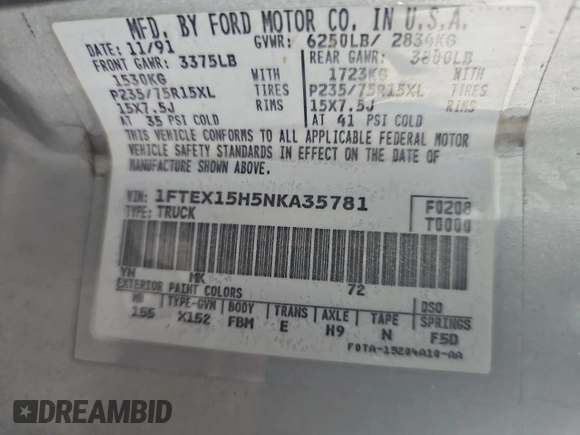 MFD. BY FORD MOTOR CO. IN U.S.A.
DATE: 11/91 GVWR: 6250LB/ 2834KG
FRONT GAWR: 3375LB REAR GAWR: 3800LB
1530KG WITH 1723KG WITH
P235/75R15XL TIRES P235/75R15XL TIRES
15X7.5J RIMS 15X7.5J RIMS
AT 35 PSI COLD AT 41 PSI COLD
THIS VEHICLE CONFORMS TO ALL APPLICABLE FEDERAL MOTOR
VEHICLE SAFETY STANDARDS IN EFFECT ON THE DATE OF
MANUFACTURE SHOWN ABOVE.
VIN: 1FTEX15H5NKA35781 F0208
TYPE: TRUCK T0000
YN MK 72
EXTERIOR PAINT COLORS DSO
WB TYPE-GVW BODY TRANS AXLE TAPE SPRINGS
155 X152 FBM E H9 N F5D
F0TA-15204A10-AA
DREAMBID